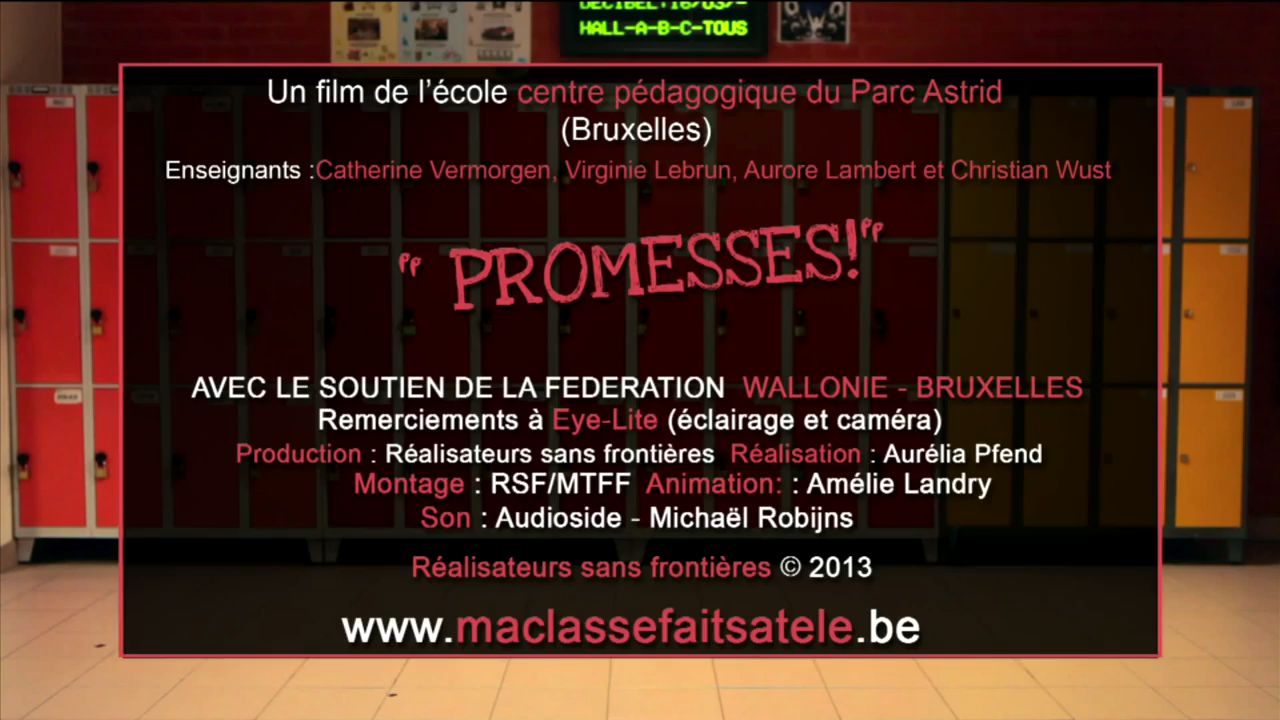 HALL-A-B-C-TOUS
Un film de l'école centre pédagogique du Parc Astrid
(Bruxelles)
Enseignants :Catherine Vermorgen, Virginie Lebrun, Aurore Lambert et Christian Wust
" PROMESSES!"
AVEC LE SOUTIEN DE LA FEDERATION WALLONIE - BRUXELLES
Remerciements à Eye-Lite (éclairage et caméra)
Production : Réalisateurs sans frontières Réalisation : Aurélia Pfend
Montage : RSF/MTFF Animation: : Amélie Landry
Son : Audioside - Michaël Robijns
Réalisateurs sans frontières © 2013
www.maclassefaitsatele.be